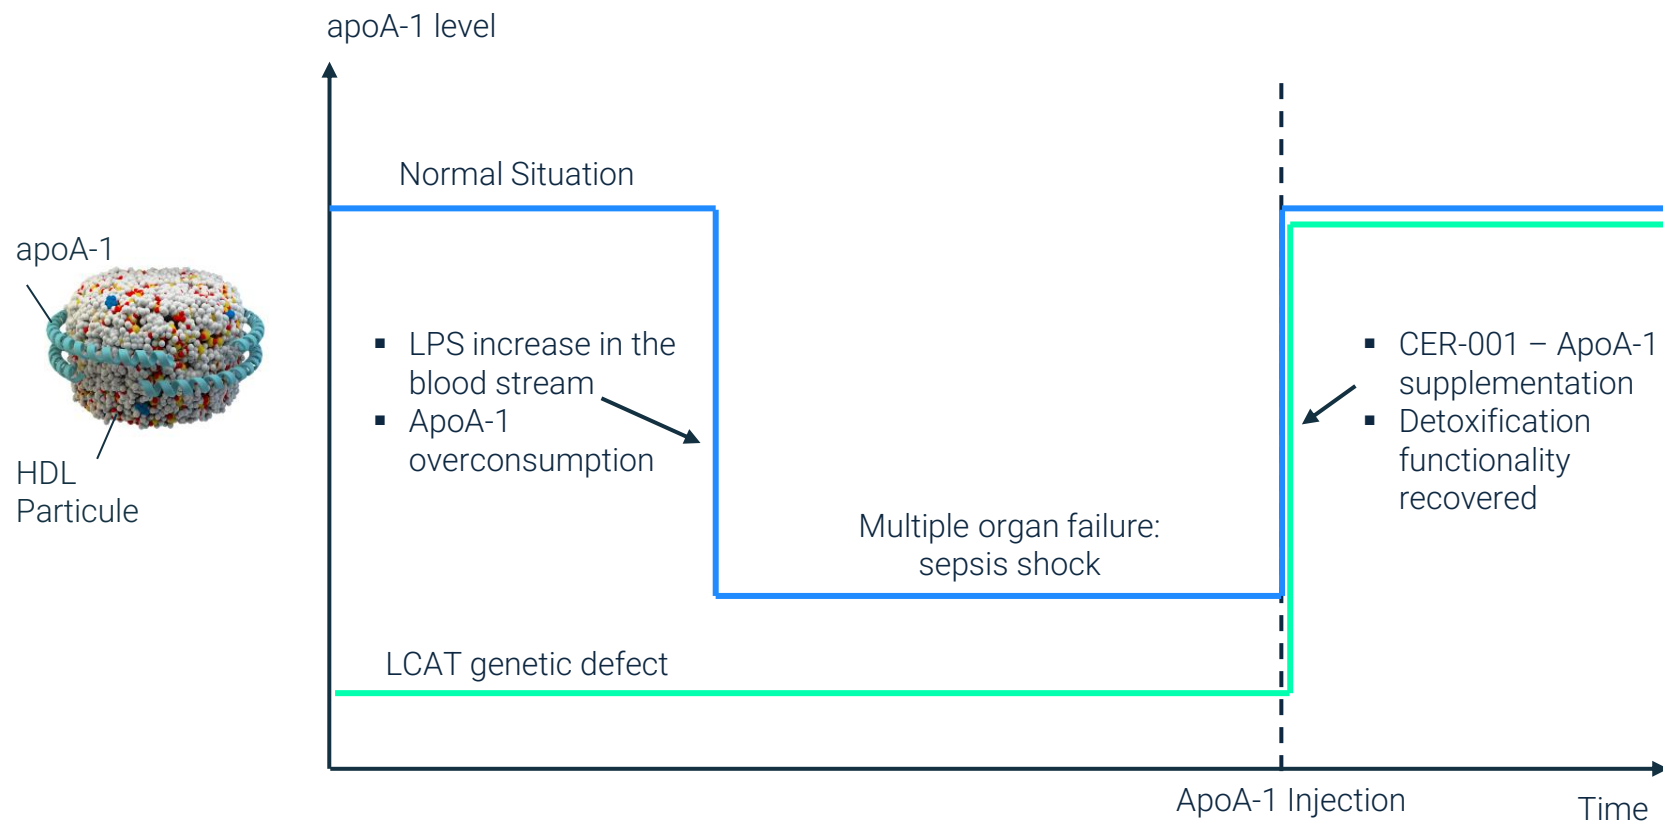 apoA-1 level
Normal Situation
apoA-1
HDL
Particule
▪ LPS increase in the
blood stream
▪ ApoA-1
overconsumption
Multiple organ failure:
sepsis shock
▪ CER-001 – ApoA-1
supplementation
▪ Detoxification
functionality
recovered
LCAT genetic defect
ApoA-1 Injection
Time